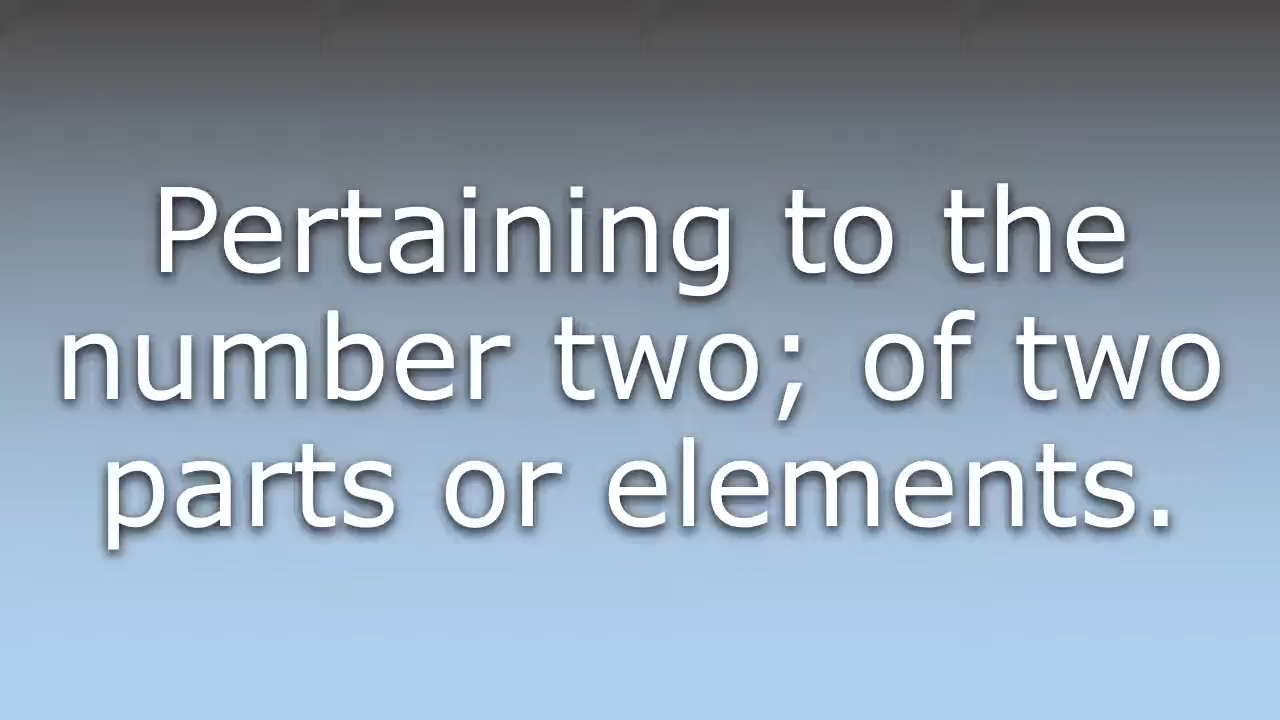 Pertaining to the
number two; of two
parts or elements.